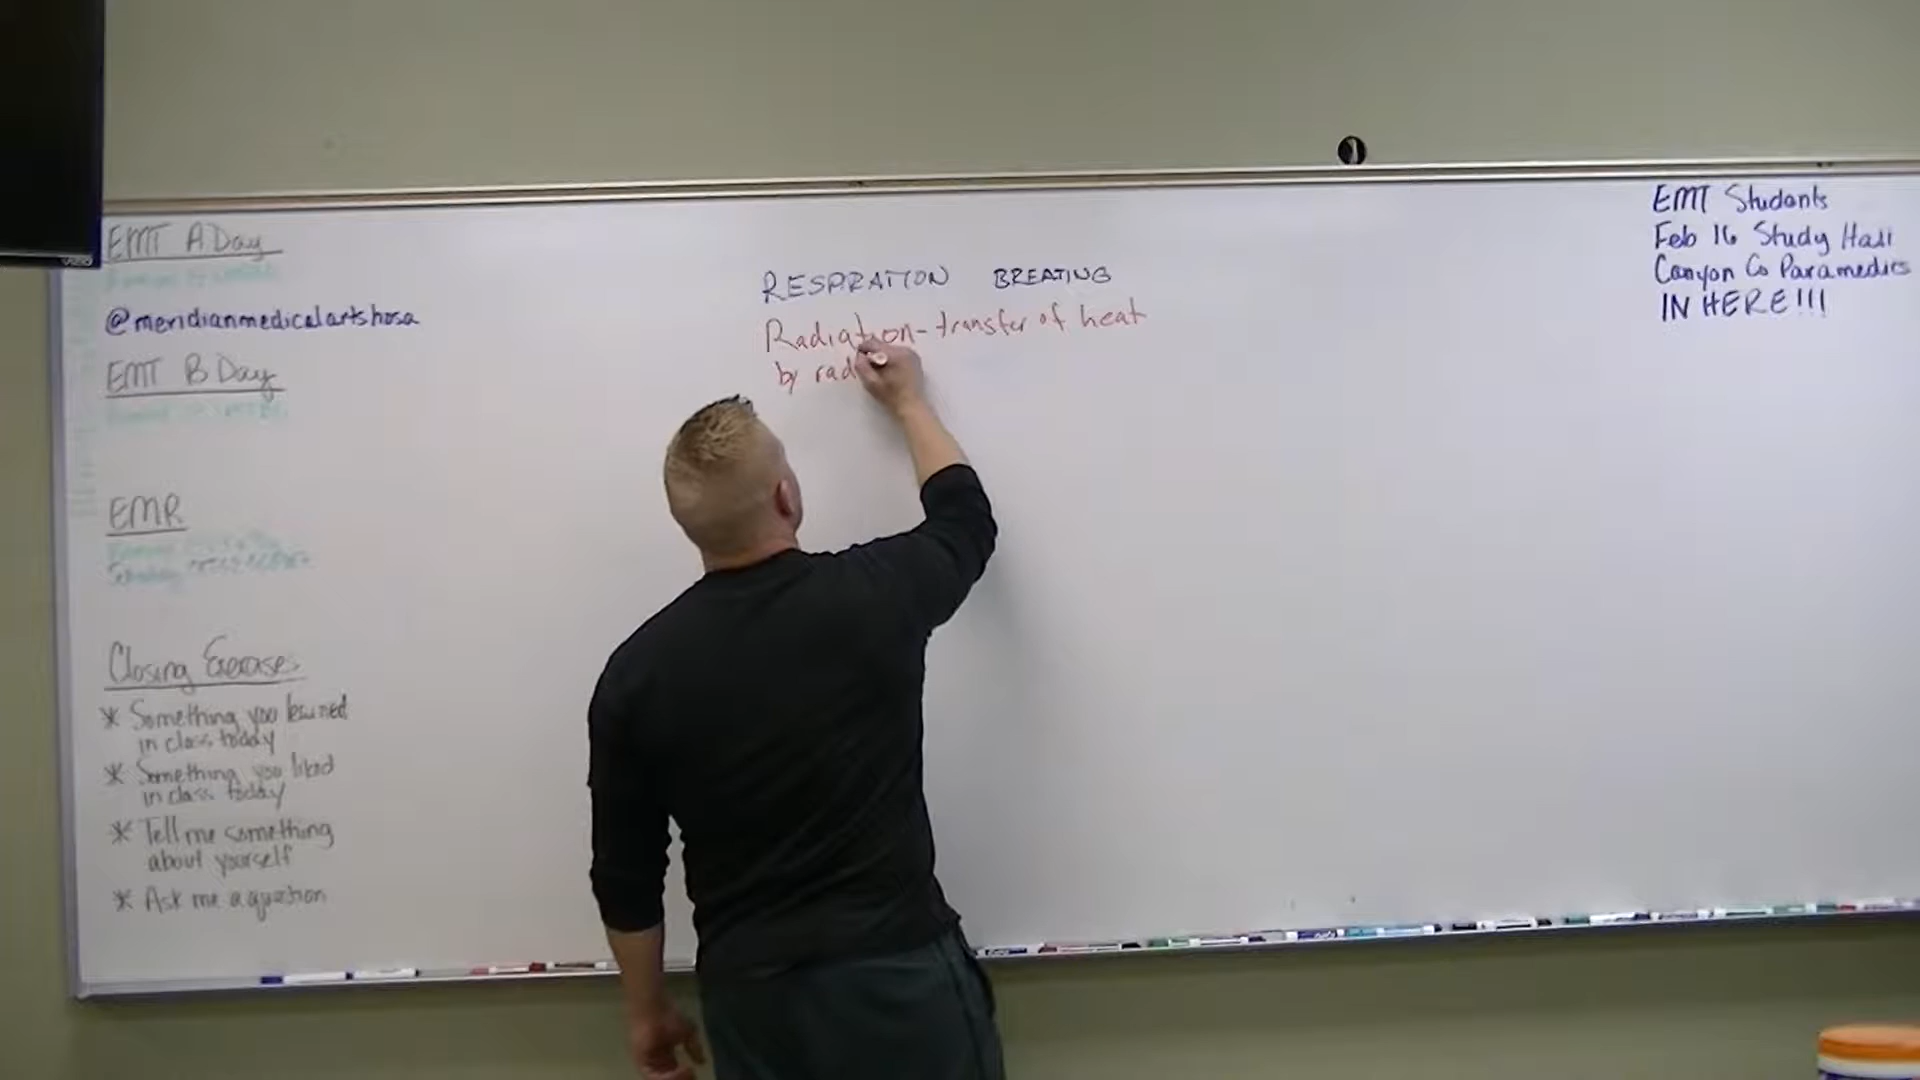 EMT A Day
@meridianmedicalartshosa
EMT B Day
EMR
Closing Exercises
* Something you learned
in class today
* Something you liked
in class today
* Tell me something
about yourself
* Ask me a question
RESPIRATION BREATING
Radiation - transfer of heat
by rad
EMT Students
Feb 16 Study Hall
Canyon Co Paramedics
IN HERE!!!